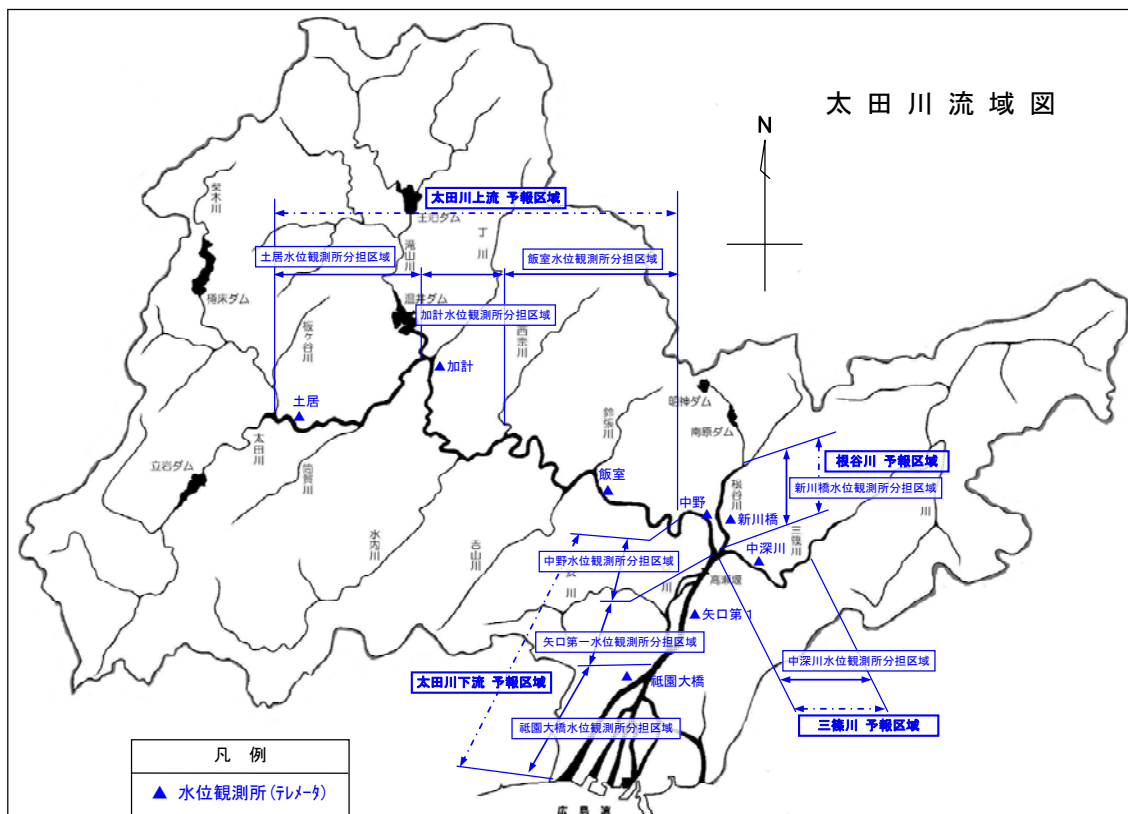 太田川流域図
N
太田川上流 予報区域
柴木川
王泊ダム
丁川
滝山川
土居水位観測所分担区域
飯室水位観測所分担区域
樽床ダム
温井ダム
加計水位観測所分担区域
板ヶ谷川
西宗川
加計
土居
太田川
筒賀川
立岩ダム
鈴張川
明神ダム
南原ダム
根谷川 予報区域
新川橋水位観測所分担区域
飯室
中野
根谷川
新川橋
川
水内川
吉山川
中野水位観測所分担区域
三篠川
中深川
高瀬堰
川
川
矢口第1
矢口第一水位観測所分担区域
中深川水位観測所分担区域
太田川下流 予報区域
祇園大橋
祗園大橋水位観測所分担区域
三篠川 予報区域
凡例
水位観測所(テレメータ)
広島湾